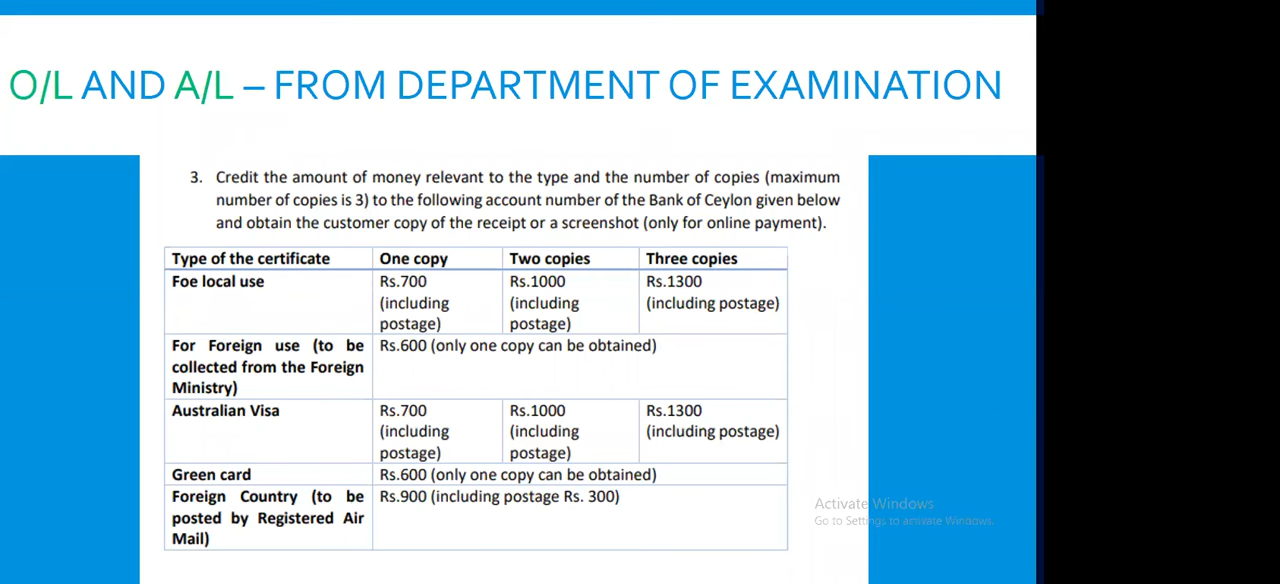 O/L AND A/L – FROM DEPARTMENT OF EXAMINATION
3. Credit the amount of money relevant to the type and the number of copies (maximum
number of copies is 3) to the following account number of the Bank of Ceylon given below
and obtain the customer copy of the receipt or a screenshot (only for online payment).
Type of the certificate One copy Two copies Three copies
Foe local use Rs.700 Rs.1000 Rs.1300
(including (including (including postage)
postage) postage)
For Foreign use (to be Rs.600 (only one copy can be obtained)
collected from the Foreign
Ministry)
Australian Visa Rs.700 Rs.1000 Rs.1300
(including (including (including postage)
postage) postage)
Green card Rs.600 (only one copy can be obtained)
Foreign Country (to be Rs.900 (including postage Rs. 300)
posted by Registered Air
Mail)
Activate Windows
Go to Settings to activate Windows.